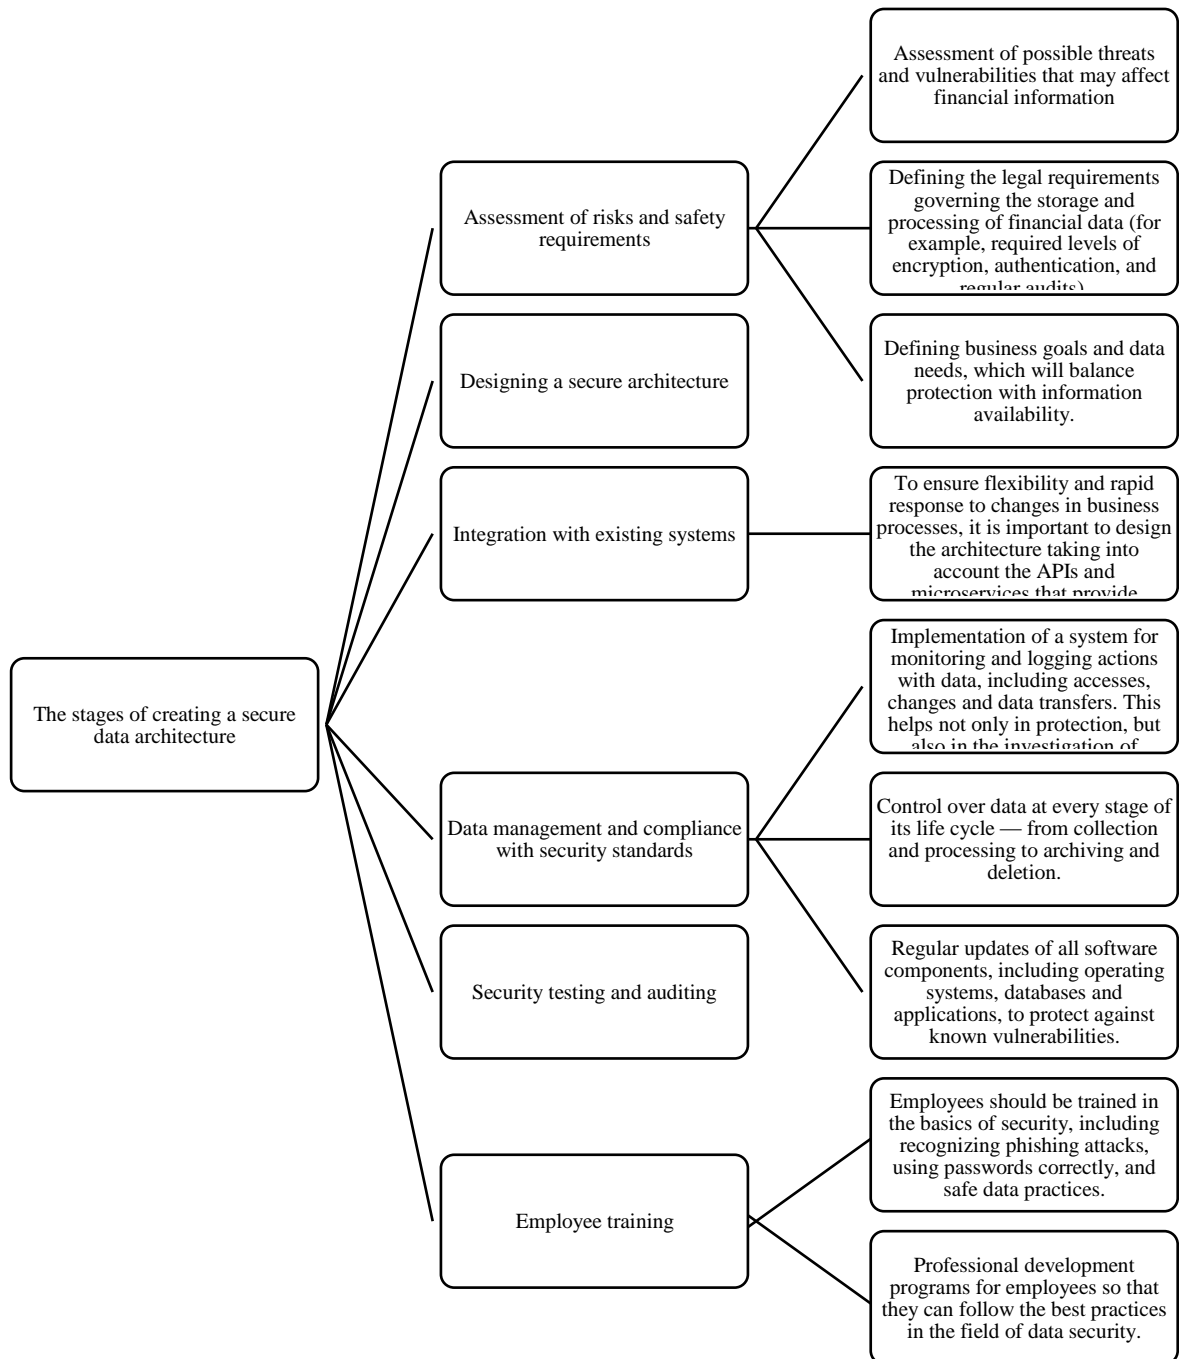 The stages of creating a secure
data architecture
Assessment of risks and safety
requirements
Assessment of possible threats
and vulnerabilities that may affect
financial information
Defining the legal requirements
governing the storage and
processing of financial data (for
example, required levels of
encryption, authentication, and
regular audits)
Defining business goals and data
needs, which will balance
protection with information
availability.
Designing a secure architecture
Integration with existing systems
To ensure flexibility and rapid
response to changes in business
processes, it is important to design
the architecture taking into
account the APIs and
microservices that provide
Data management and compliance
with security standards
Implementation of a system for
monitoring and logging actions
with data, including accesses,
changes and data transfers. This
helps not only in protection, but
also in the investigation of
Control over data at every stage of
its life cycle — from collection
and processing to archiving and
deletion.
Regular updates of all software
components, including operating
systems, databases and
applications, to protect against
known vulnerabilities.
Security testing and auditing
Employee training
Employees should be trained in
the basics of security, including
recognizing phishing attacks,
using passwords correctly, and
safe data practices.
Professional development
programs for employees so that
they can follow the best practices
in the field of data security.